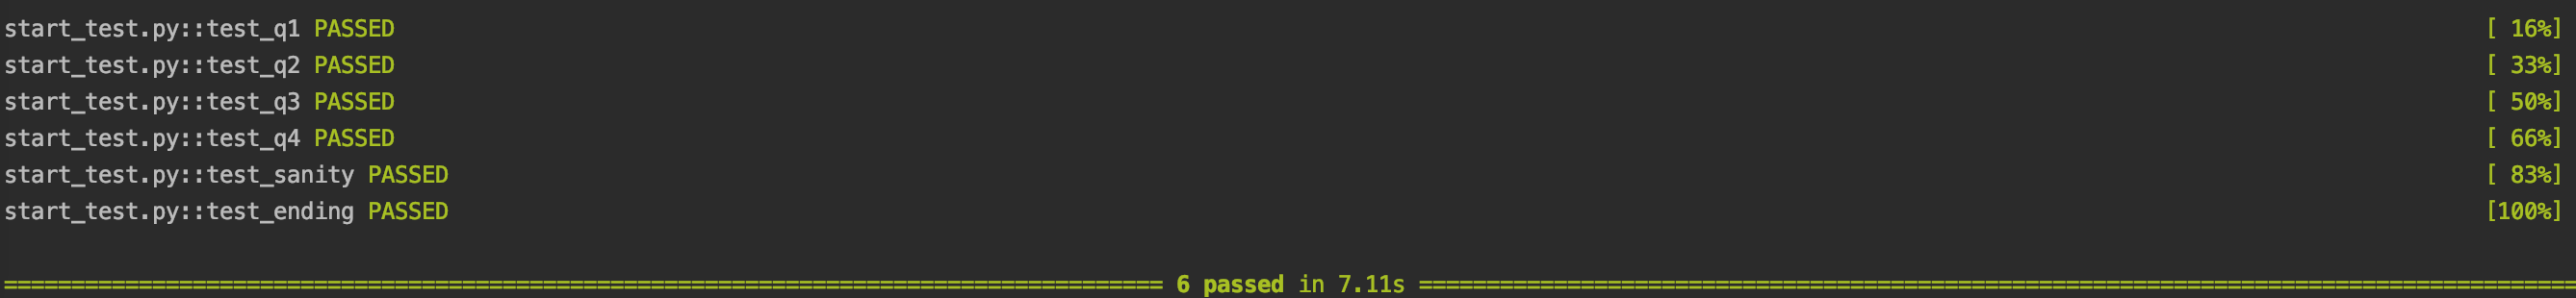 start_test.py::test_q1 PASSED [ 16%]
start_test.py::test_q2 PASSED [ 33%]
start_test.py::test_q3 PASSED [ 50%]
start_test.py::test_q4 PASSED [ 66%]
start_test.py::test_sanity PASSED [ 83%]
start_test.py::test_ending PASSED [100%]
====================================================================================== 6 passed in 7.11s ======================================================================================